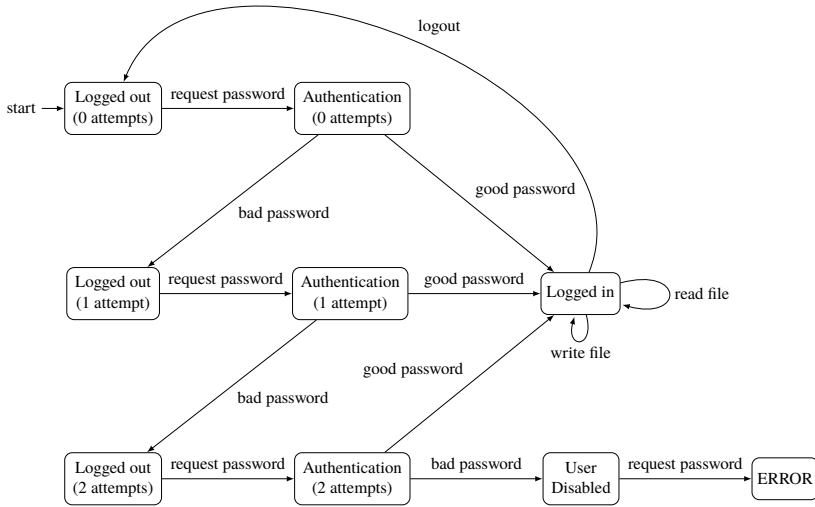 logout
start
Logged out
(0 attempts)
request password
Authentication
(0 attempts)
good password
bad password
Logged out
(1 attempt)
request password
Authentication
(1 attempt)
good password
Logged in
read file
write file
good password
bad password
Logged out
(2 attempts)
request password
Authentication
(2 attempts)
bad password
User
Disabled
request password
ERROR